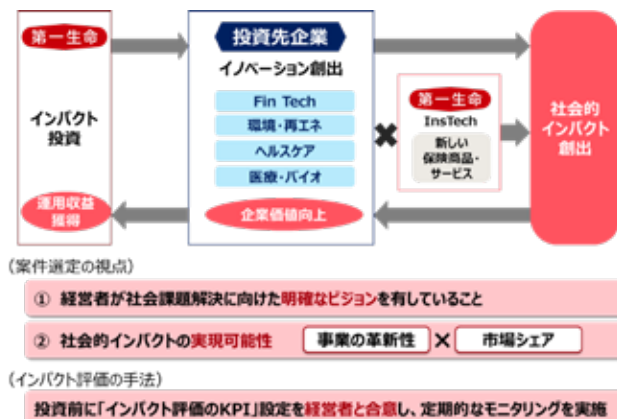 第一生命
インパクト
投資
運用収益
獲得
投資先企業
イノベーション創出
Fin Tech
環境・再エネ
ヘルスケア
医療・バイオ
企業価値向上
×
第一生命
InsTech
新しい
保険商品・
サービス
社会的
インパクト
創出
(案件選定の視点)
① 経営者が社会課題解決に向けた明確なビジョンを有していること
② 社会的インパクトの実現可能性 事業の革新性 × 市場シェア
(インパクト評価の手法)
投資前に「インパクト評価のKPI」設定を経営者と合意し、定期的なモニタリングを実施